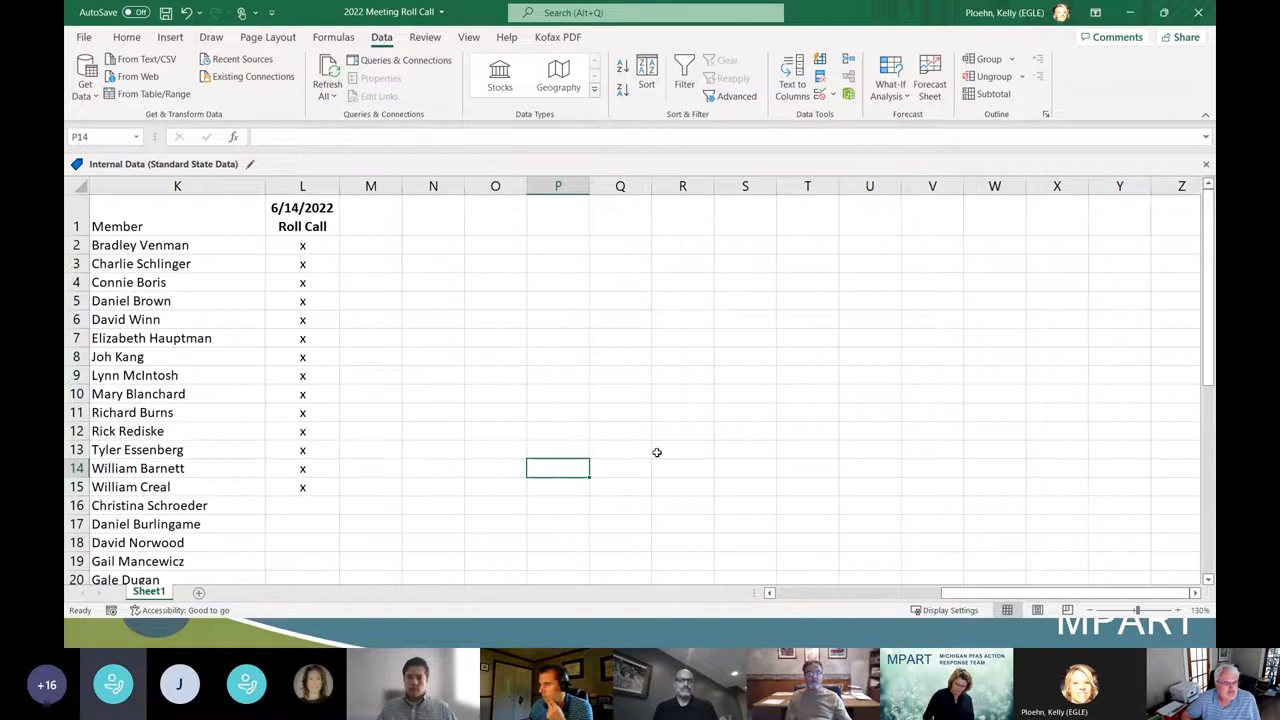 AutoSave Off 2022 Meeting Roll Call Search (Alt+Q) Ploehn, Kelly (EGLE)
File Home Insert Draw Page Layout Formulas Data Review View Help Kofax PDF Comments Share
Get Data From Text/CSV Recent Sources
From Web Existing Connections
From Table/Range
Get & Transform Data
Refresh All Queries & Connections
Properties
Edit Links
Queries & Connections
Stocks Geography
Data Types
Sort Filter Clear
Reapply
Advanced
Sort & Filter
Text to Columns
Data Tools
What-If Analysis Forecast Sheet
Forecast
Group
Ungroup
Subtotal
Outline
P14 fx
Internal Data (Standard State Data)
K L M N O P Q R S T U V W X Y Z
1 Member 6/14/2022 Roll Call
2 Bradley Venman x
3 Charlie Schlinger x
4 Connie Boris x
5 Daniel Brown x
6 David Winn x
7 Elizabeth Hauptman x
8 Joh Kang x
9 Lynn McIntosh x
10 Mary Blanchard x
11 Richard Burns x
12 Rick Rediske x
13 Tyler Essenberg x
14 William Barnett x
15 William Creal x
16 Christina Schroeder
17 Daniel Burlingame
18 David Norwood
19 Gail Mancewicz
20 Gale Dugan
Sheet1
Ready Accessibility: Good to go Display Settings 130%
MPART
+16 J
MPART MICHIGAN PFAS ACTION RESPONSE TEAM
Ploehn, Kelly (EGLE)